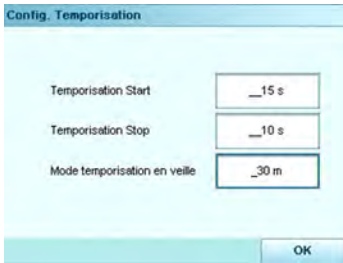 Config. Temporisation
Temporisation Start __15 s
Temporisation Stop __10 s
Mode temporisation en veille _30 m
OK